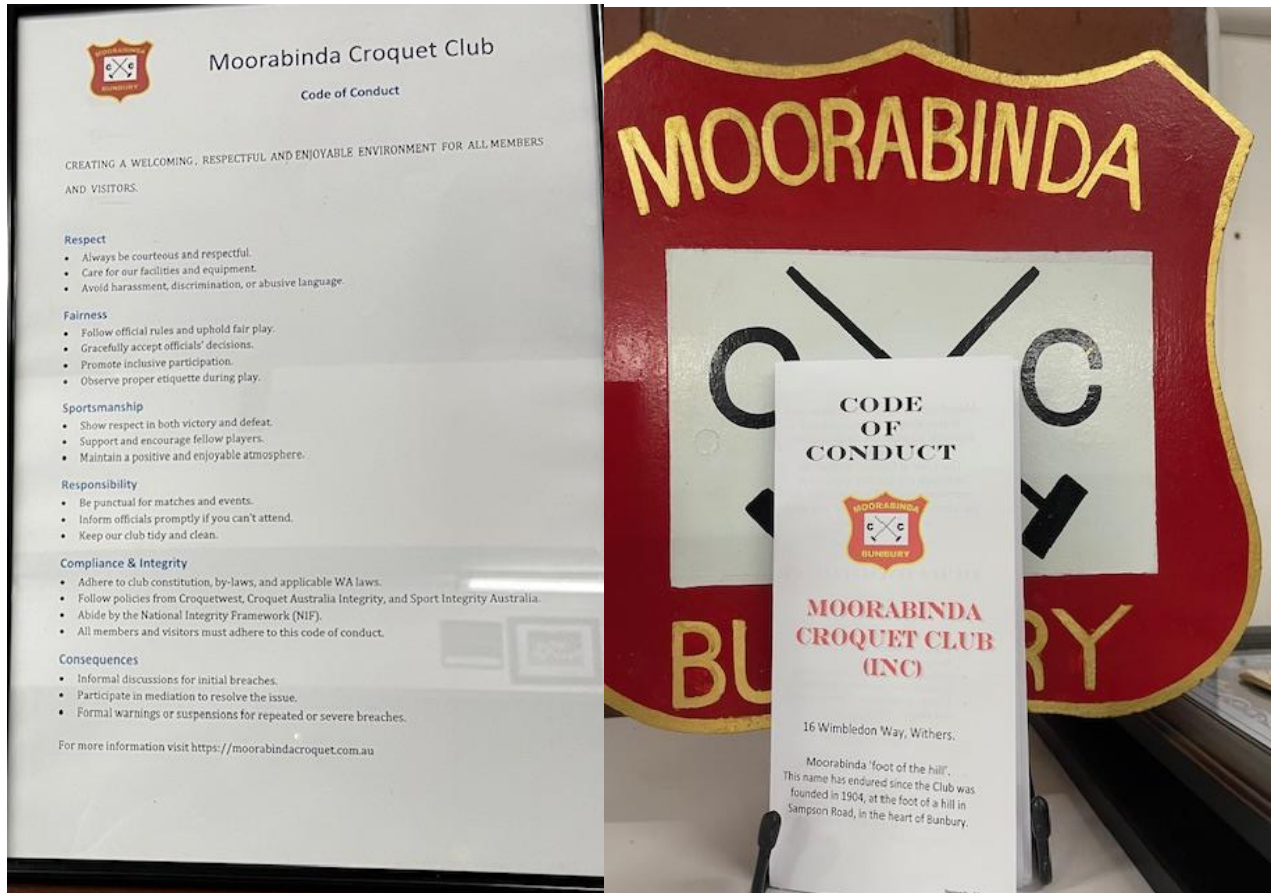 MOORABINDA
C C
BUNBURY
Moorabinda Croquet Club
Code of Conduct
CREATING A WELCOMING, RESPECTFUL AND ENJOYABLE ENVIRONMENT FOR ALL MEMBERS
AND VISITORS.
Respect
• Always be courteous and respectful.
• Care for our facilities and equipment.
• Avoid harassment, discrimination, or abusive language.
Fairness
• Follow official rules and uphold fair play.
• Gracefully accept officials' decisions.
• Promote inclusive participation.
• Observe proper etiquette during play.
Sportsmanship
• Show respect in both victory and defeat.
• Support and encourage fellow players.
• Maintain a positive and enjoyable atmosphere.
Responsibility
• Be punctual for matches and events.
• Inform officials promptly if you can't attend.
• Keep our club tidy and clean.
Compliance & Integrity
• Adhere to club constitution, by-laws, and applicable WA laws.
• Follow policies from Croquetwest, Croquet Australia Integrity, and Sport Integrity Australia.
• Abide by the National Integrity Framework (NIF).
• All members and visitors must adhere to this code of conduct.
Consequences
• Informal discussions for initial breaches.
• Participate in mediation to resolve the issue.
• Formal warnings or suspensions for repeated or severe breaches.
For more information visit https://moorabindacroquet.com.au
MOORABINDA
C C
BU RY
CODE
OF
CONDUCT
MOORABINDA
C C
BUNBURY
MOORABINDA
CROQUET CLUB
(INC)
16 Wimbledon Way, Withers.
Moorabinda 'foot of the hill'.
This name has endured since the Club was
founded in 1904, at the foot of a hill in
Sampson Road, in the heart of Bunbury.